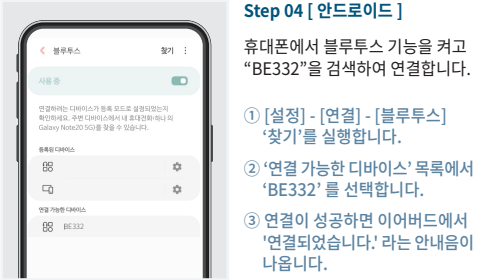 블루투스
찾기
사용 중
연결하려는 디바이스가 등록 모드로 설정되었는지
확인하세요. 주변 디바이스에서 내 휴대전화(하나의
Galaxy Note20 5G)를 찾을 수 있습니다.
등록된 디바이스
연결 가능한 디바이스
BE332
Step 04 [ 안드로이드 ]
휴대폰에서 블루투스 기능을 켜고
“BE332”을 검색하여 연결합니다.
① [설정] - [연결] - [블루투스]
‘찾기’를 실행합니다.
② ‘연결 가능한 디바이스’ 목록에서
‘BE332’ 를 선택합니다.
③ 연결이 성공하면 이어버드에서
'연결되었습니다.' 라는 안내음이
나옵니다.